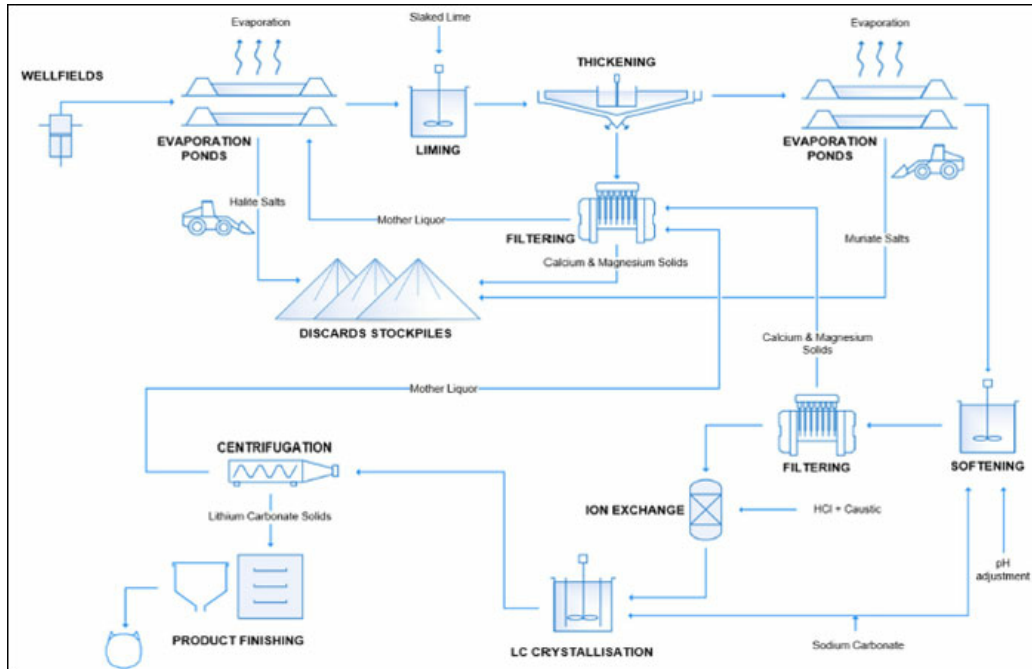 Slaked Lime
Evaporation
Evaporation
WELLFIELDS
THICKENING
EVAPORATION
PONDS
LIMING
EVAPORATION
PONDS
Halite Salts
Mother Liquor
FILTERING
Muriate Salts
Calcium & Magnesium Solids
DISCARDS STOCKPILES
Calcium & Magnesium
Solids
Mother Liquor
CENTRIFUGATION
FILTERING
SOFTENING
Lithium Carbonate Solids
ION EXCHANGE
HCl + Caustic
pH
adjustment
PRODUCT FINISHING
LC CRYSTALLISATION
Sodium Carbonate